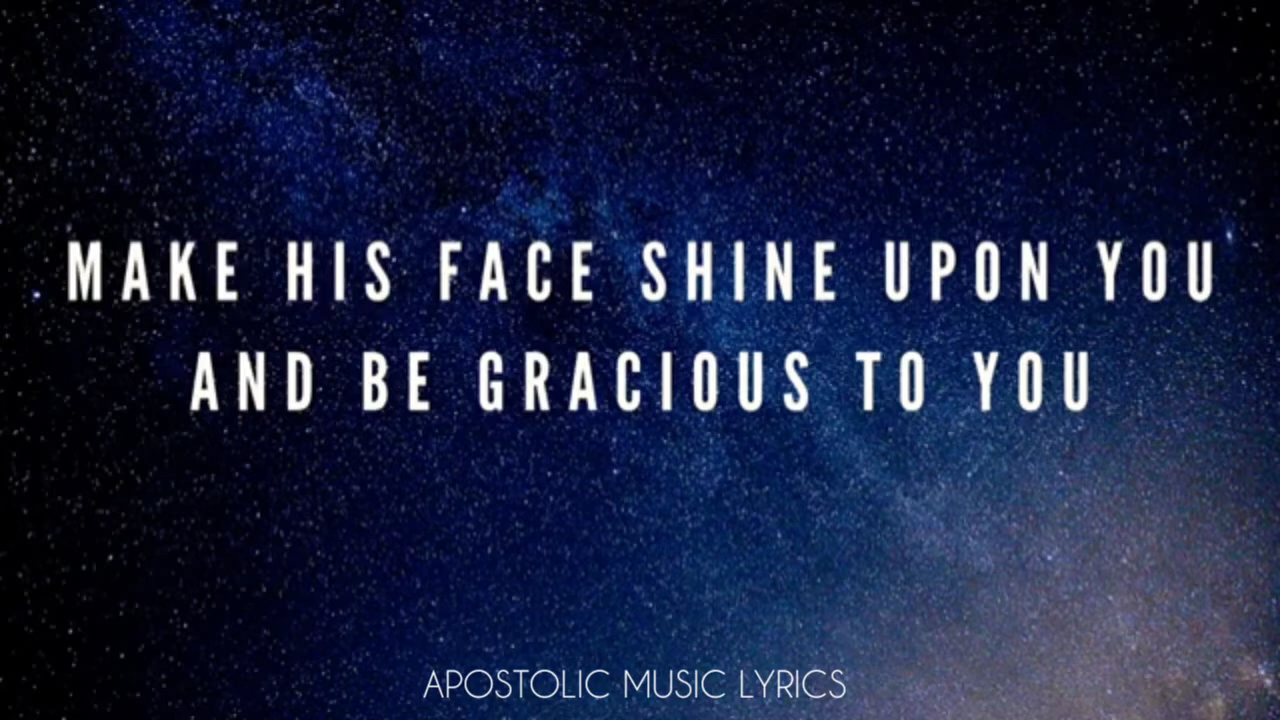 MAKE HIS FACE SHINE UPON YOU
AND BE GRACIOUS TO YOU
APOSTOLIC MUSIC LYRICS